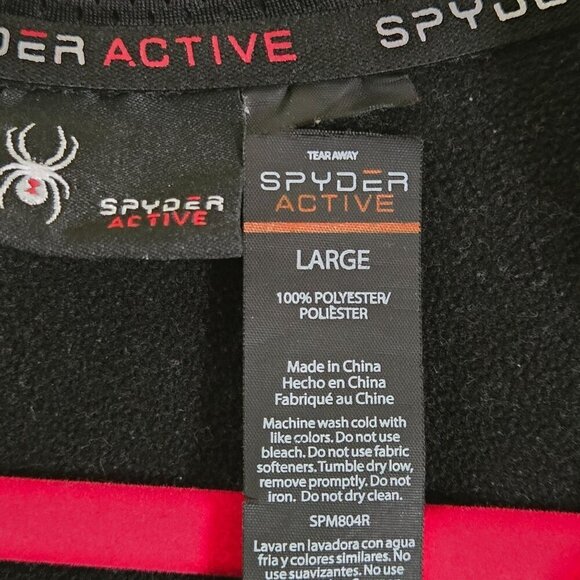 DER ACTIVE SPYDER
SPYDER
ACTIVE
TEAR AWAY
SPYDER
ACTIVE
LARGE
100% POLYESTER/
POLIÈSTER
Made in China
Hecho en China
Fabriqué au Chine
Machine wash cold with
like colors. Do not use
bleach. Do not use fabric
softeners. Tumble dry low,
remove promptly. Do not
iron. Do not dry clean.
SPM804R
Lavar en lavadora con agua
fria y colores similares. No
use suavizantes. No use